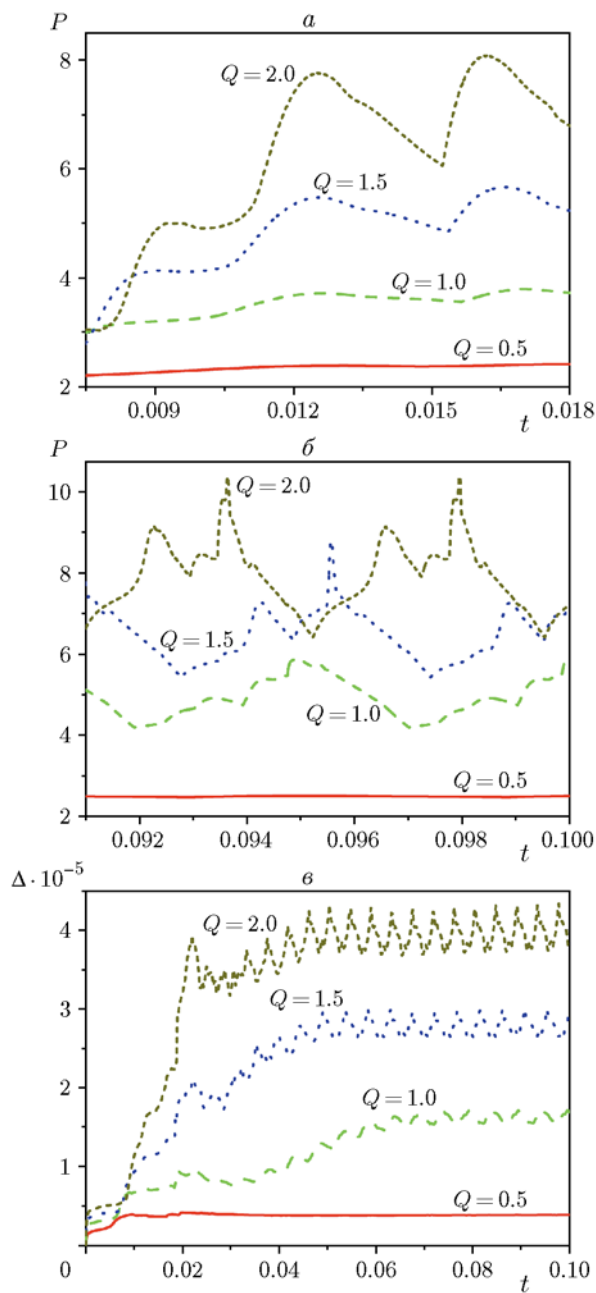 P а
8
Q = 2.0
6
Q = 1.5
4
Q = 1.0
Q = 0.5
2
0.009 0.012 0.015 0.018
t
P б
10
Q = 2.0
8
Q = 1.5
6
Q = 1.0
4
Q = 0.5
2
0.092 0.094 0.096 0.098 0.100
t
Δ · 10⁻⁵ в
4
Q = 2.0
3
Q = 1.5
2
Q = 1.0
1
Q = 0.5
0 0.02 0.04 0.06 0.08 0.10
t